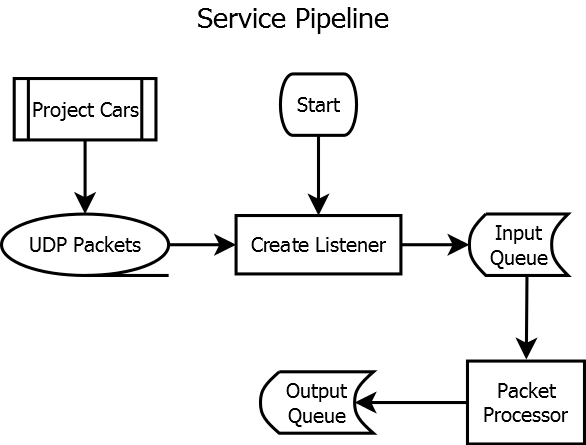 Service Pipeline
Project Cars
Start
UDP Packets
Create Listener
Input
Queue
Output
Queue
Packet
Processor